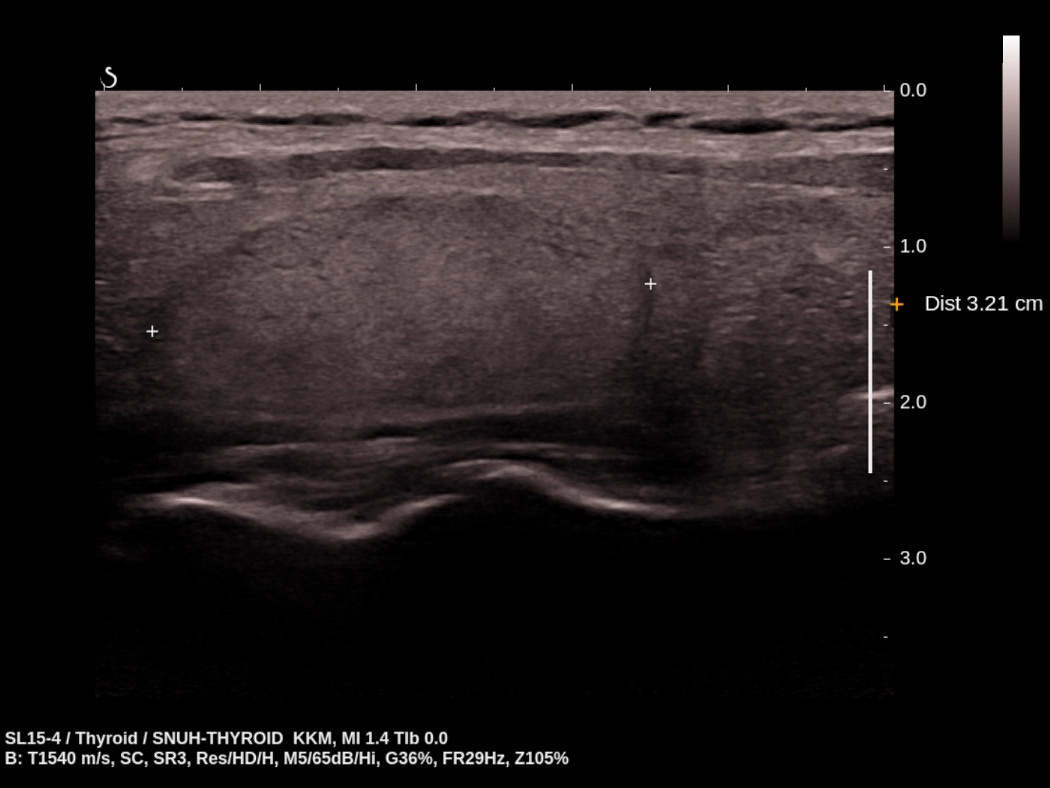 S
0.0
1.0
Dist 3.21 cm
2.0
3.0
SL15-4 / Thyroid / SNUH-THYROID KKM, MI 1.4 TIb 0.0
B: T1540 m/s, SC, SR3, Res/HD/H, M5/65dB/Hi, G36%, FR29Hz, Z105%